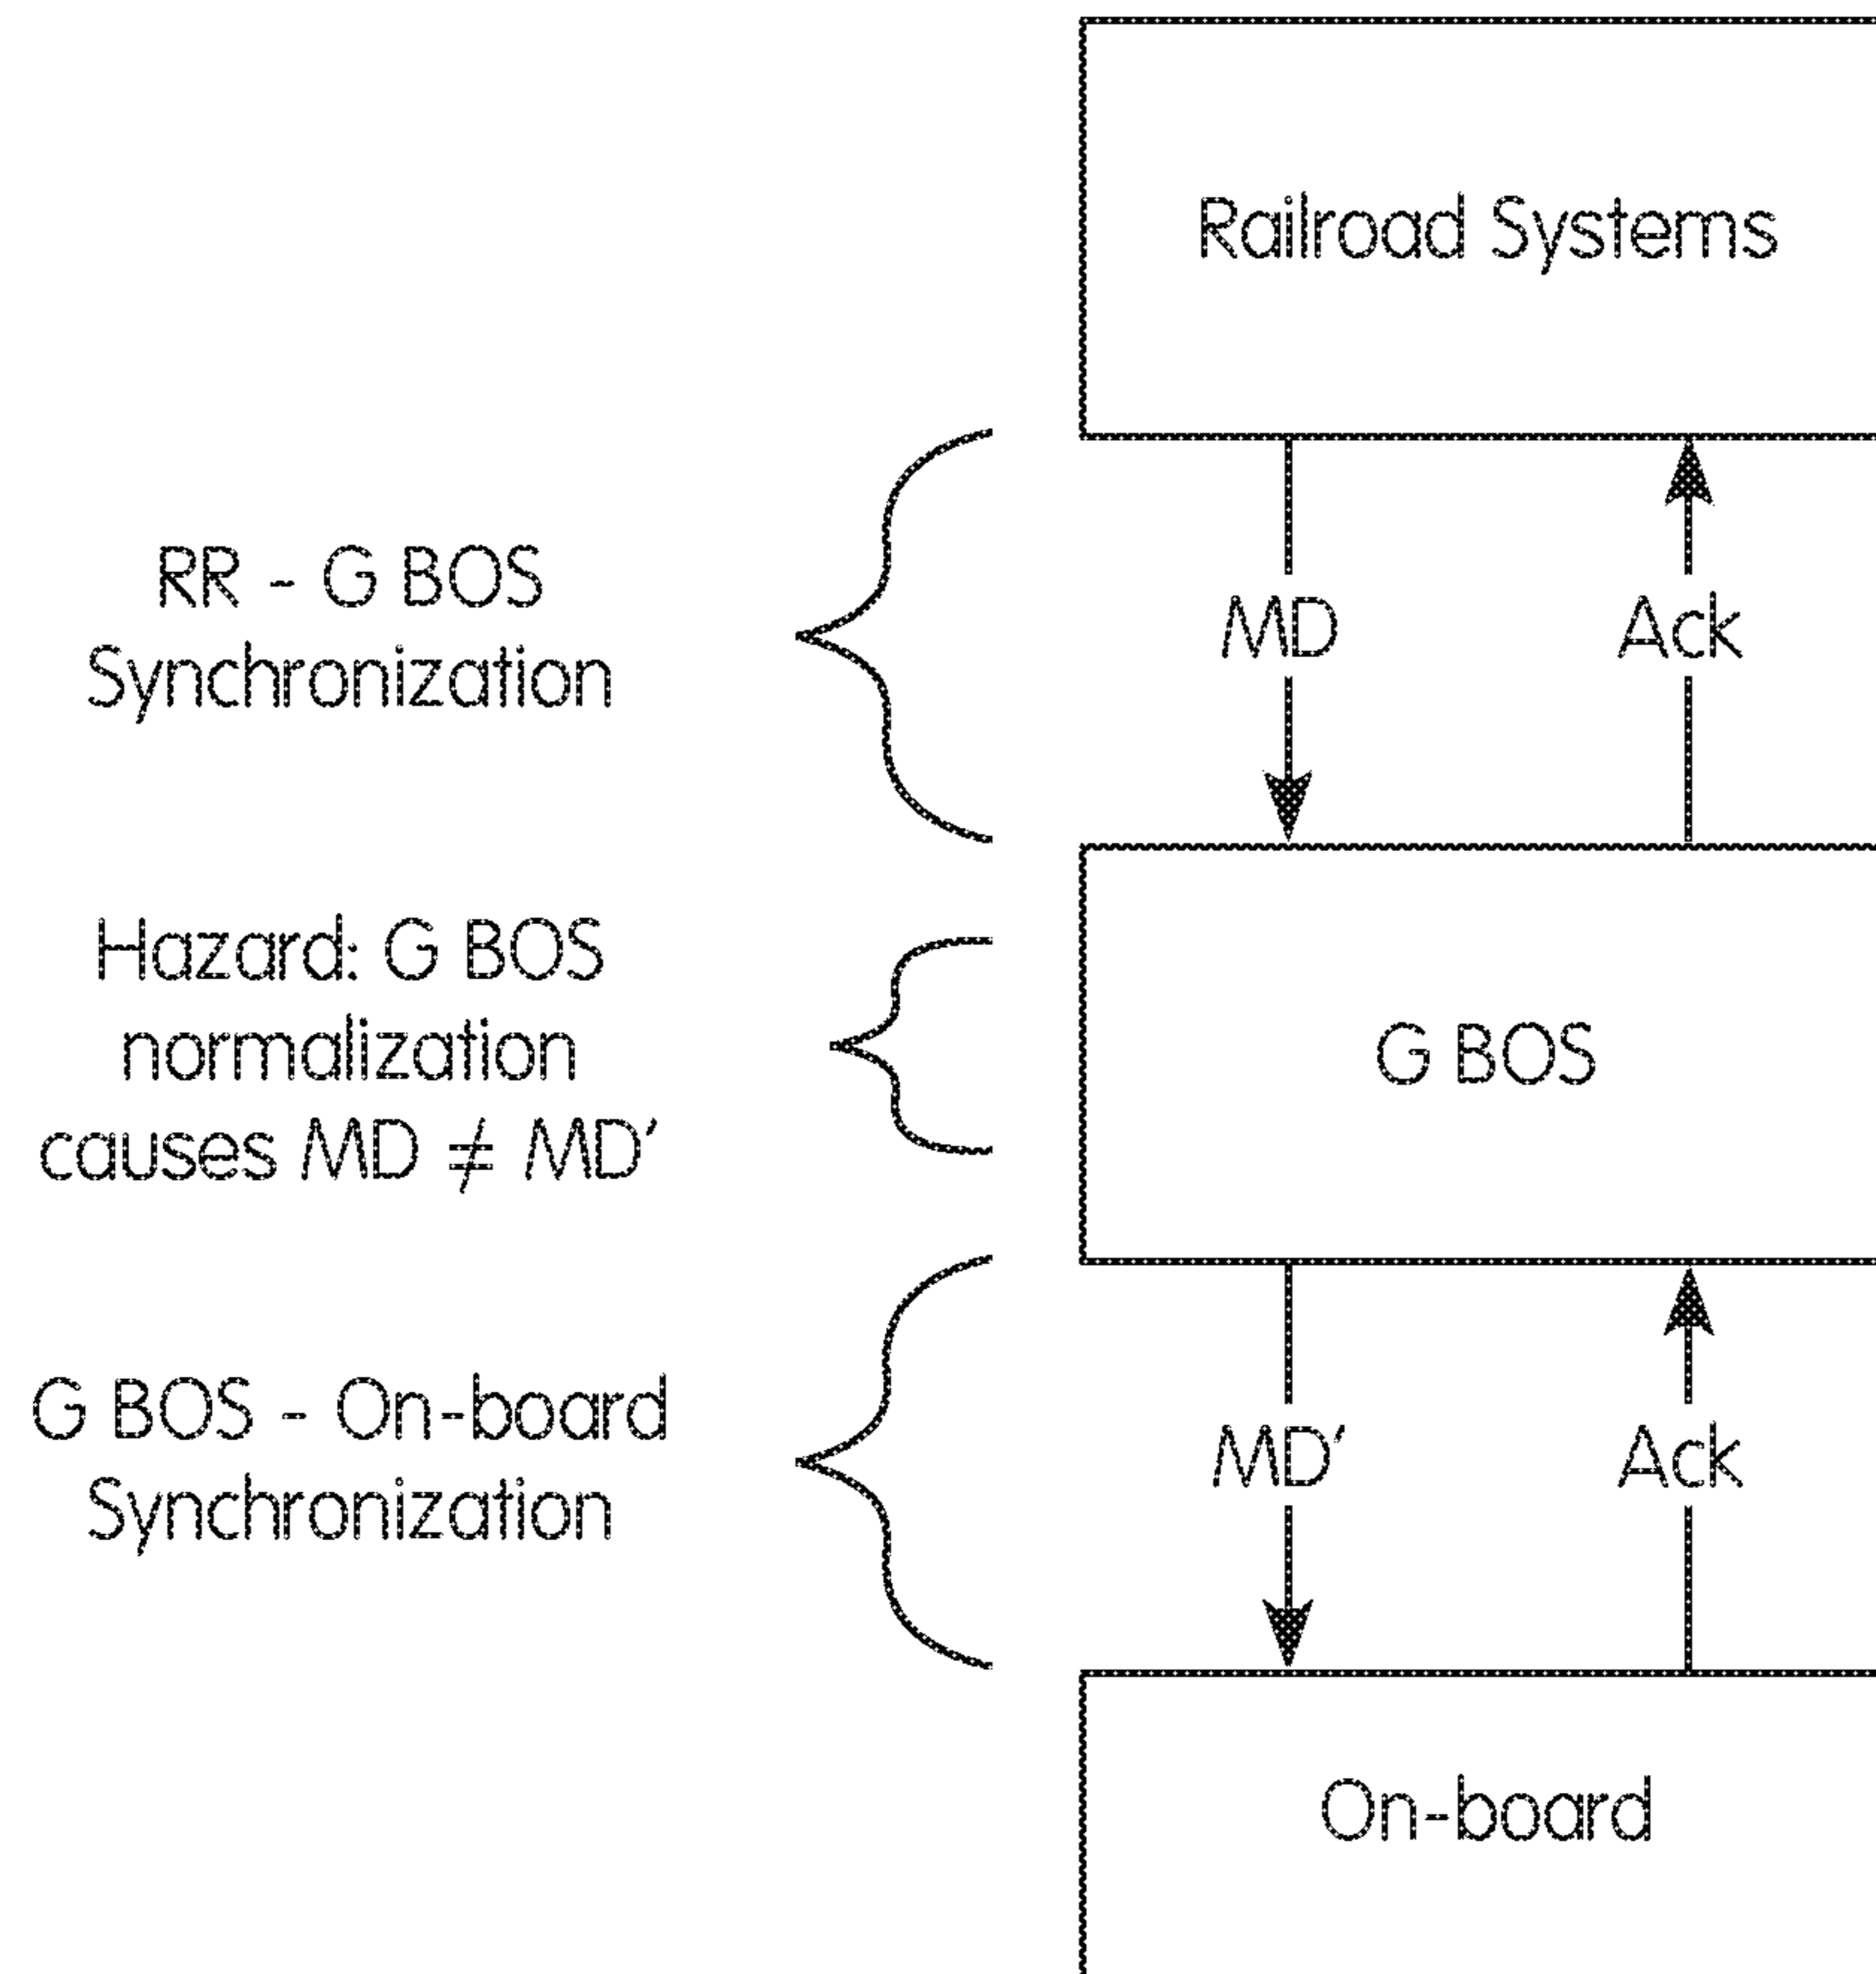 Railroad Systems
RR - G BOS
Synchronization
MD
Ack
Hazard: G BOS
normalization
causes MD ≠ MD'
G BOS
G BOS - On-board
Synchronization
MD'
Ack
On-board